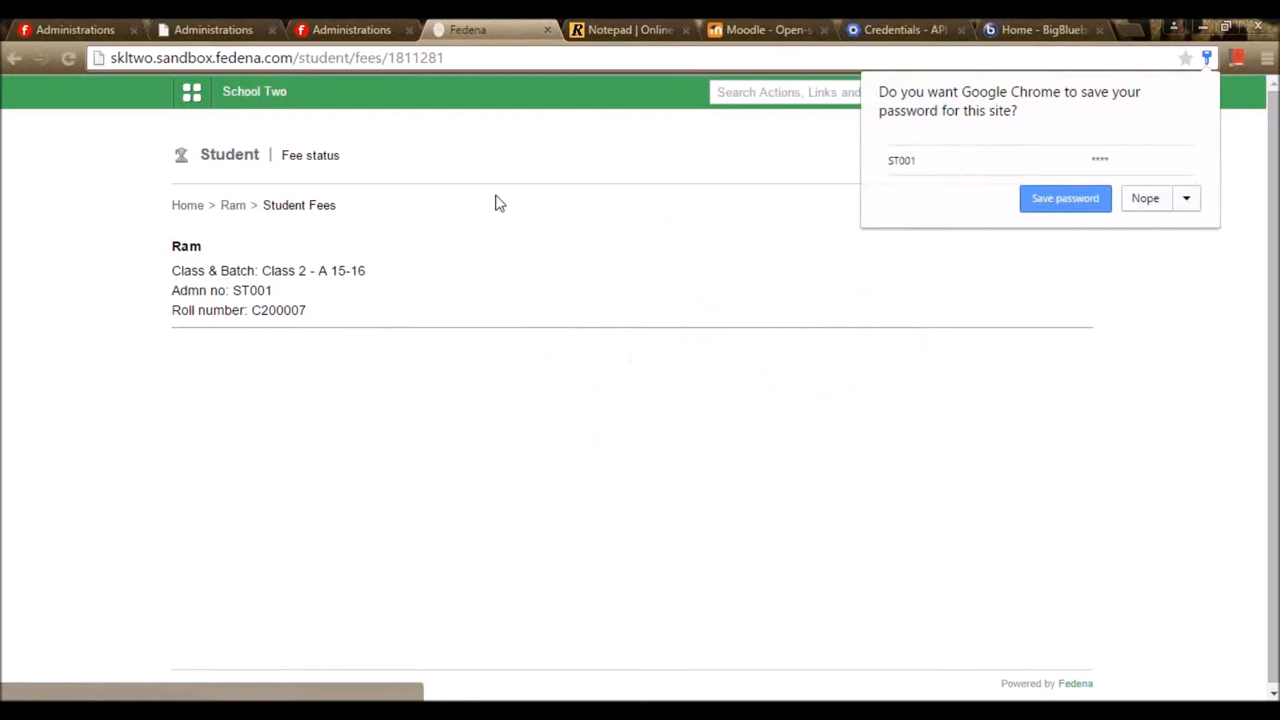 Administrations
Administrations
Administrations
Fedena
Notepad | Online
Moodle - Open-s
Credentials - API
Home - BigBlueb
skltwo.sandbox.fedena.com/student/fees/1811281
School Two
Search Actions, Links and
Do you want Google Chrome to save your
password for this site?
ST001 ****
Save password Nope
Student | Fee status
Home > Ram > Student Fees
Ram
Class & Batch: Class 2 - A 15-16
Admn no: ST001
Roll number: C200007
Powered by Fedena